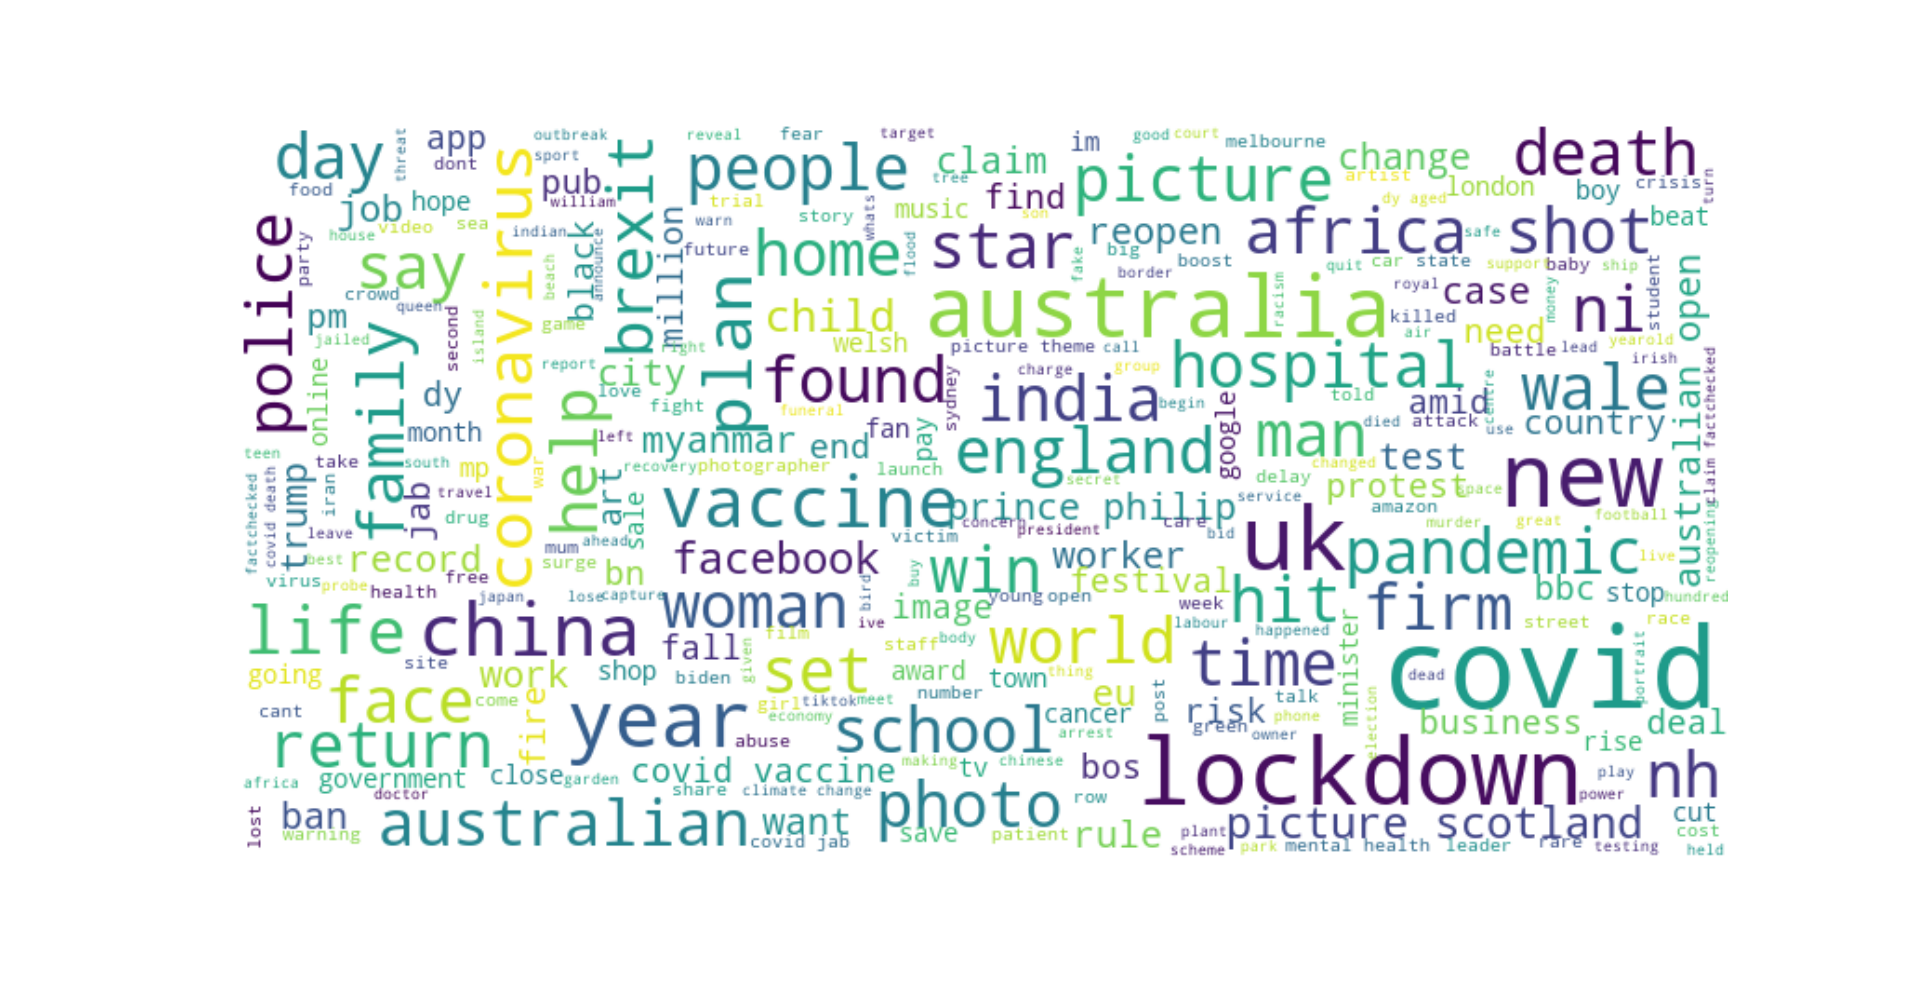 day
threat
app
dont
outbreak
sport
reveal
fear
target
im
good
court
melbourne
death
food
coronavirus
pub
william
brexit
people
claim
tree
find
picture
change
artist
london
boy
crisis
turn
job
hope
trial
warn
story
whats
music
son
dy aged
beat
police
party
house
video
sea
indian
black
announce
million
future
home
flood
star
reopen
big
africa
safe
shot
say
crowd
queen
beach
game
plan
child
fake
border
boost
racism
quit
car
state
support
baby
ship
student
australian open
pm
jailed
family
second
island
right
welsh
australia
royal
case
killed
air
need
money
ni
yearold
online
report
city
love
fight
found
picture theme
call
charge
group
hospital
battle
lead
irish
dy
month
help
left
funeral
sydney
india
begin
told
google
amid
centre
wale
claim factchecked
teen
take
south
mp
war
myanmar
end
fan
pay
england
man
died
attack
use
country
factchecked
covid death
trump
iran
jab
travel
recovery
photographer
launch
secret
delay
changed
test
new
leave
drug
art
sale
vaccine
prince philip
service
protest
space
amazon
best
record
mum
ahead
victim
concern
president
care
bid
uk
murder
great
football
reopening
virus
probe
health
free
surge
bn
facebook
buy
win
worker
festival
pandemic
live
life
japan
lose
capture
woman
bird
ive
image
young
open
week
hit
firm
bbc
stop
hundred
china
fall
film
staff
body
world
labour
happened
minister
street
race
going
site
work
shop
biden
given
set
award
town
thing
time
covid
dead
portrait
face
come
girl
tiktok
meet
number
eu
post
talk
cant
fire
year
economy
school
cancer
risk
phone
election
business
deal
return
abuse
arrest
green
owner
rise
africa
government
close
garden
covid vaccine
making
tv
chinese
bos
lockdown
play
nh
doctor
share
climate change
photo
row
power
lost
ban
warning
australian
want
covid jab
save
patient
rule
plant
picture scotland
cut
cost
scheme
park
mental health
leader
rare
testing
held